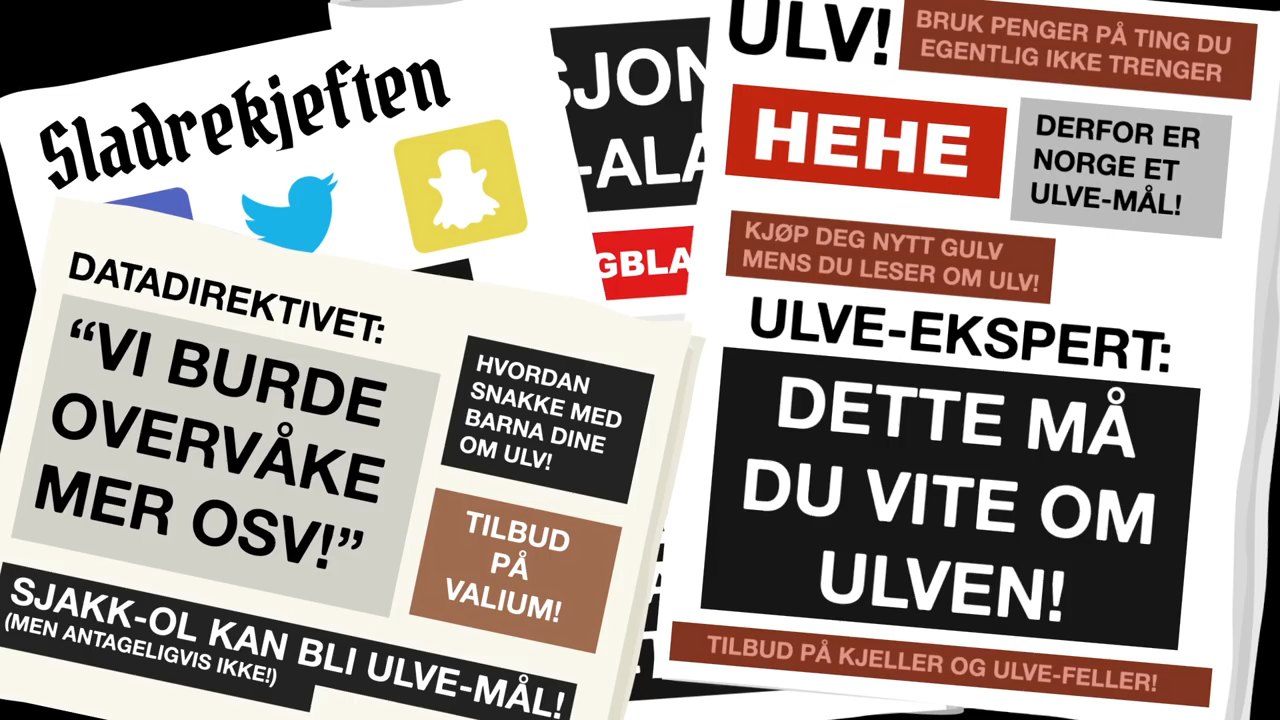 Sladrekjeften
DATADIREKTIVET:
“VI BURDE
OVERVÅKE
MER OSV!”
HVORDAN
SNAKKE MED
BARNA DINE
OM ULV!
TILBUD
PÅ
VALIUM!
SJAKK-OL KAN BLI ULVE-MÅL!
(MEN ANTAGELIGVIS IKKE!)
ULV!
BRUK PENGER PÅ TING DU
EGENTLIG IKKE TRENGER
HEHE
DERFOR ER
NORGE ET
ULVE-MÅL!
KJØP DEG NYTT GULV
MENS DU LESER OM ULV!
ULVE-EKSPERT:
DETTE MÅ
DU VITE OM
ULVEN!
TILBUD PÅ KJELLER OG ULVE-FELLER!